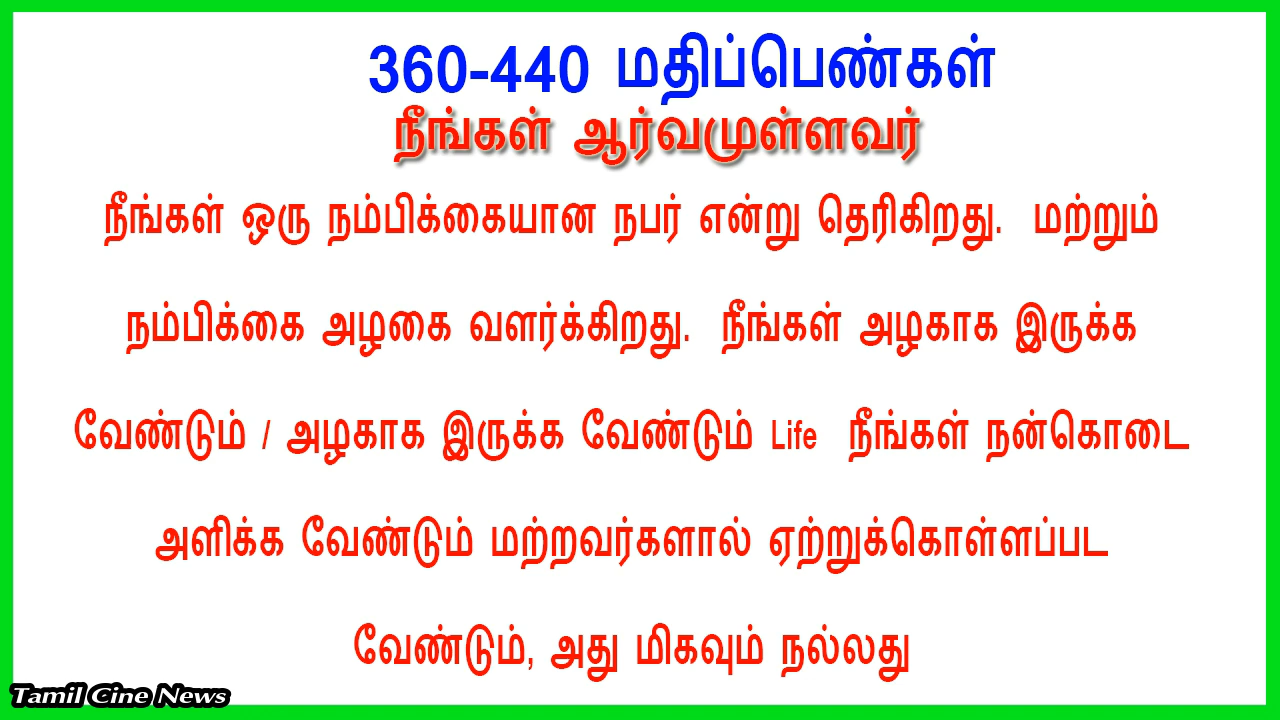 360-440 மதிப்பெண்கள்
நீங்கள் ஆர்வமுள்ளவர்
நீங்கள் ஒரு நம்பிக்கையான நபர் என்று தெரிகிறது. மற்றும்
நம்பிக்கை அழகை வளர்க்கிறது. நீங்கள் அழகாக இருக்க
வேண்டும் / அழகாக இருக்க வேண்டும் Life நீங்கள் நன்கொடை
அளிக்க வேண்டும் மற்றவர்களால் ஏற்றுக்கொள்ளப்பட
வேண்டும், அது மிகவும் நல்லது
Tamil Cine News